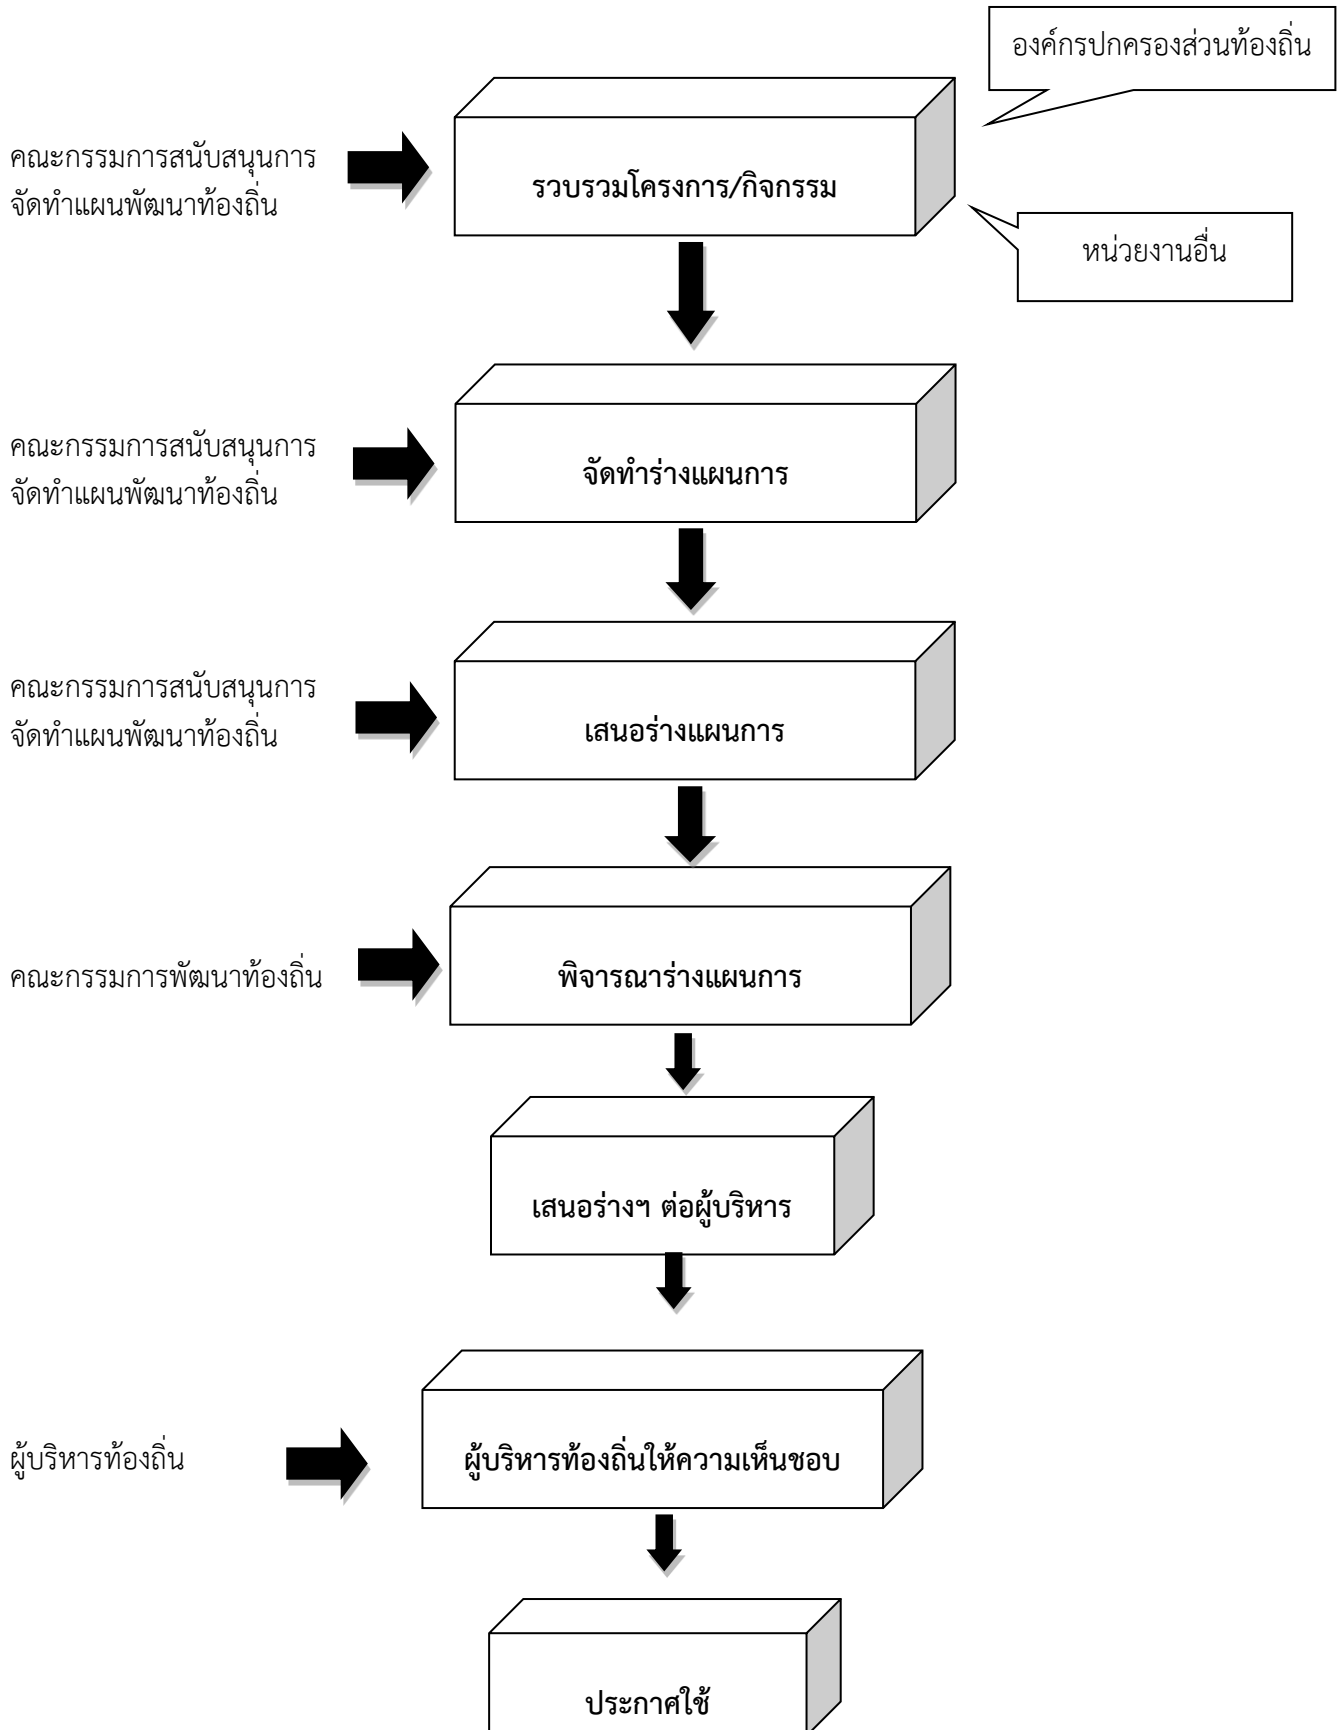 องค์กรปกครองส่วนท้องถิ่น
คณะกรรมการสนับสนุนการ
จัดทำแผนพัฒนาท้องถิ่น
รวบรวมโครงการ/กิจกรรม
หน่วยงานอื่น
คณะกรรมการสนับสนุนการ
จัดทำแผนพัฒนาท้องถิ่น
จัดทำร่างแผนการ
คณะกรรมการสนับสนุนการ
จัดทำแผนพัฒนาท้องถิ่น
เสนอร่างแผนการ
คณะกรรมการพัฒนาท้องถิ่น
พิจารณาร่างแผนการ
เสนอร่างฯ ต่อผู้บริหาร
ผู้บริหารท้องถิ่น
ผู้บริหารท้องถิ่นให้ความเห็นชอบ
ประกาศใช้